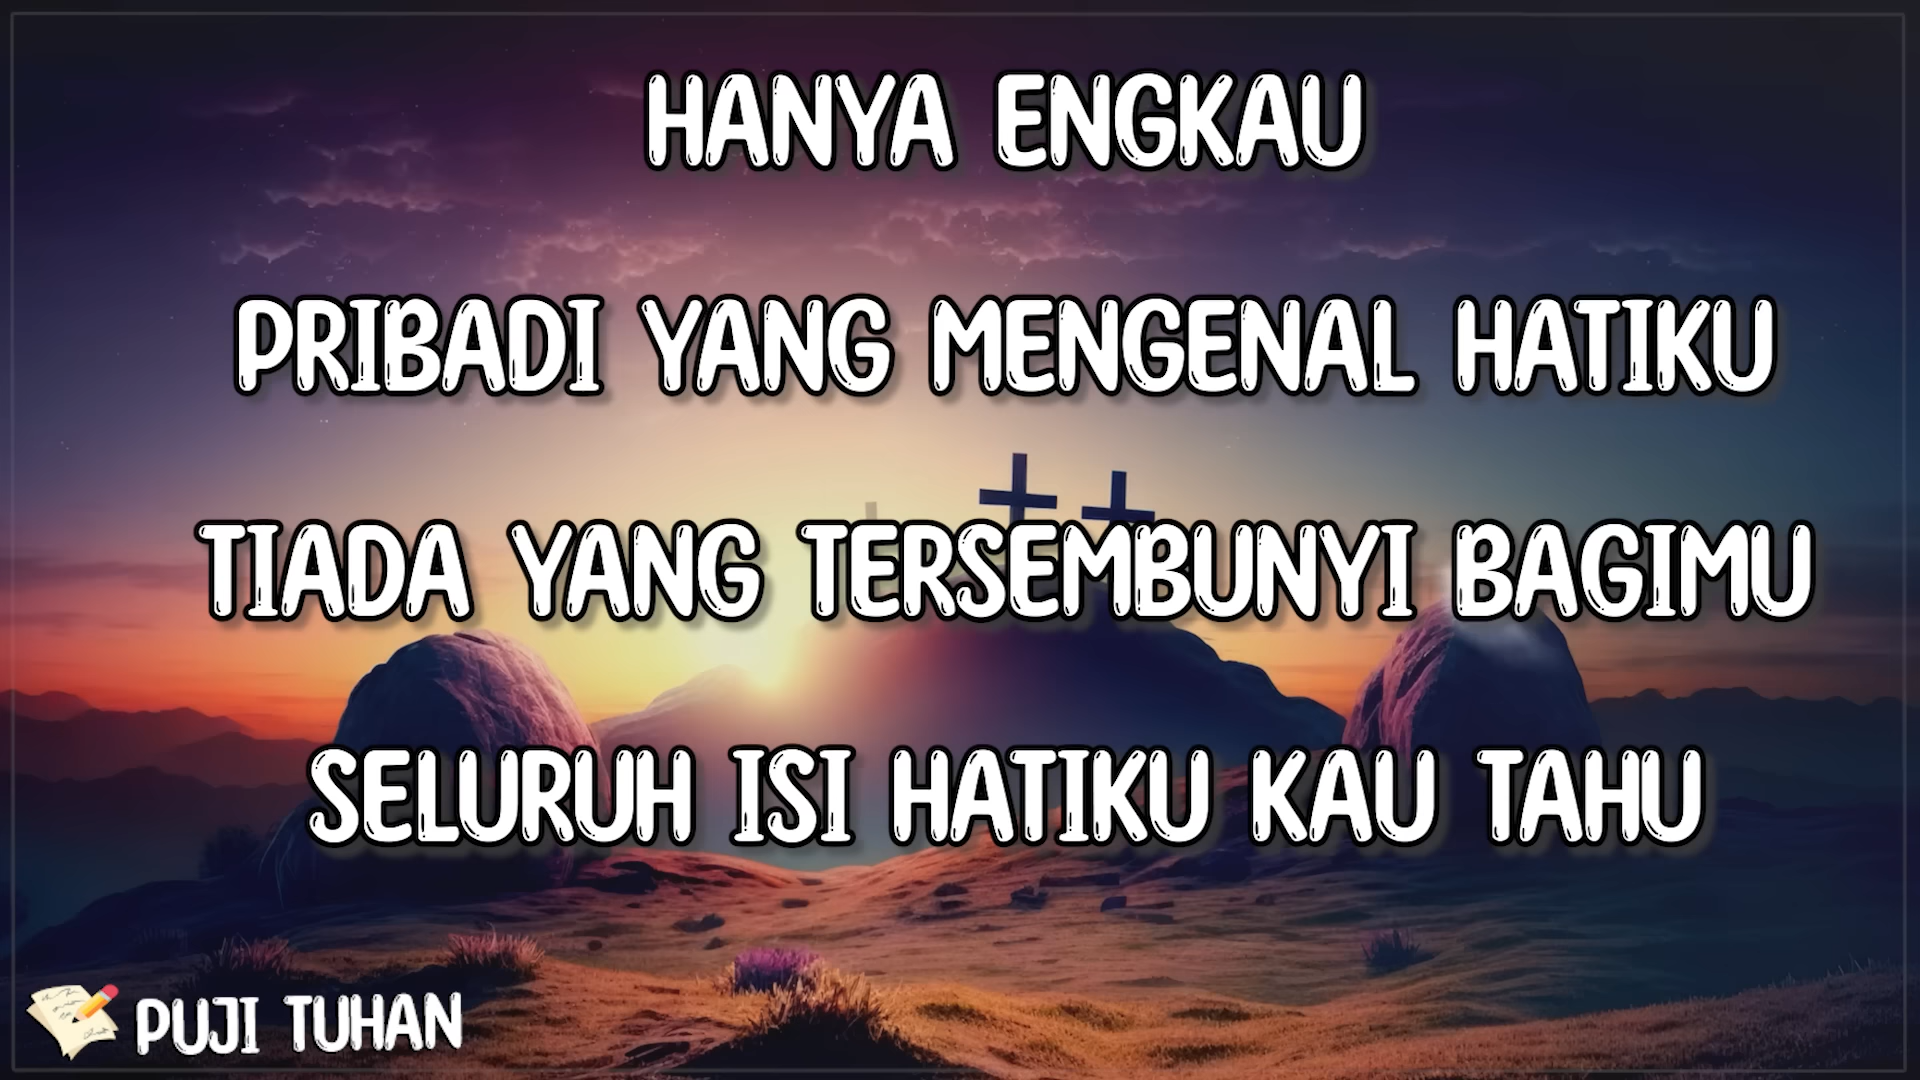 HANYA ENGKAU
PRIBADI YANG MENGENAL HATIKU
TIADA YANG TERSEMBUNYI BAGIMU
SELURUH ISI HATIKU KAU TAHU
PUJI TUHAN